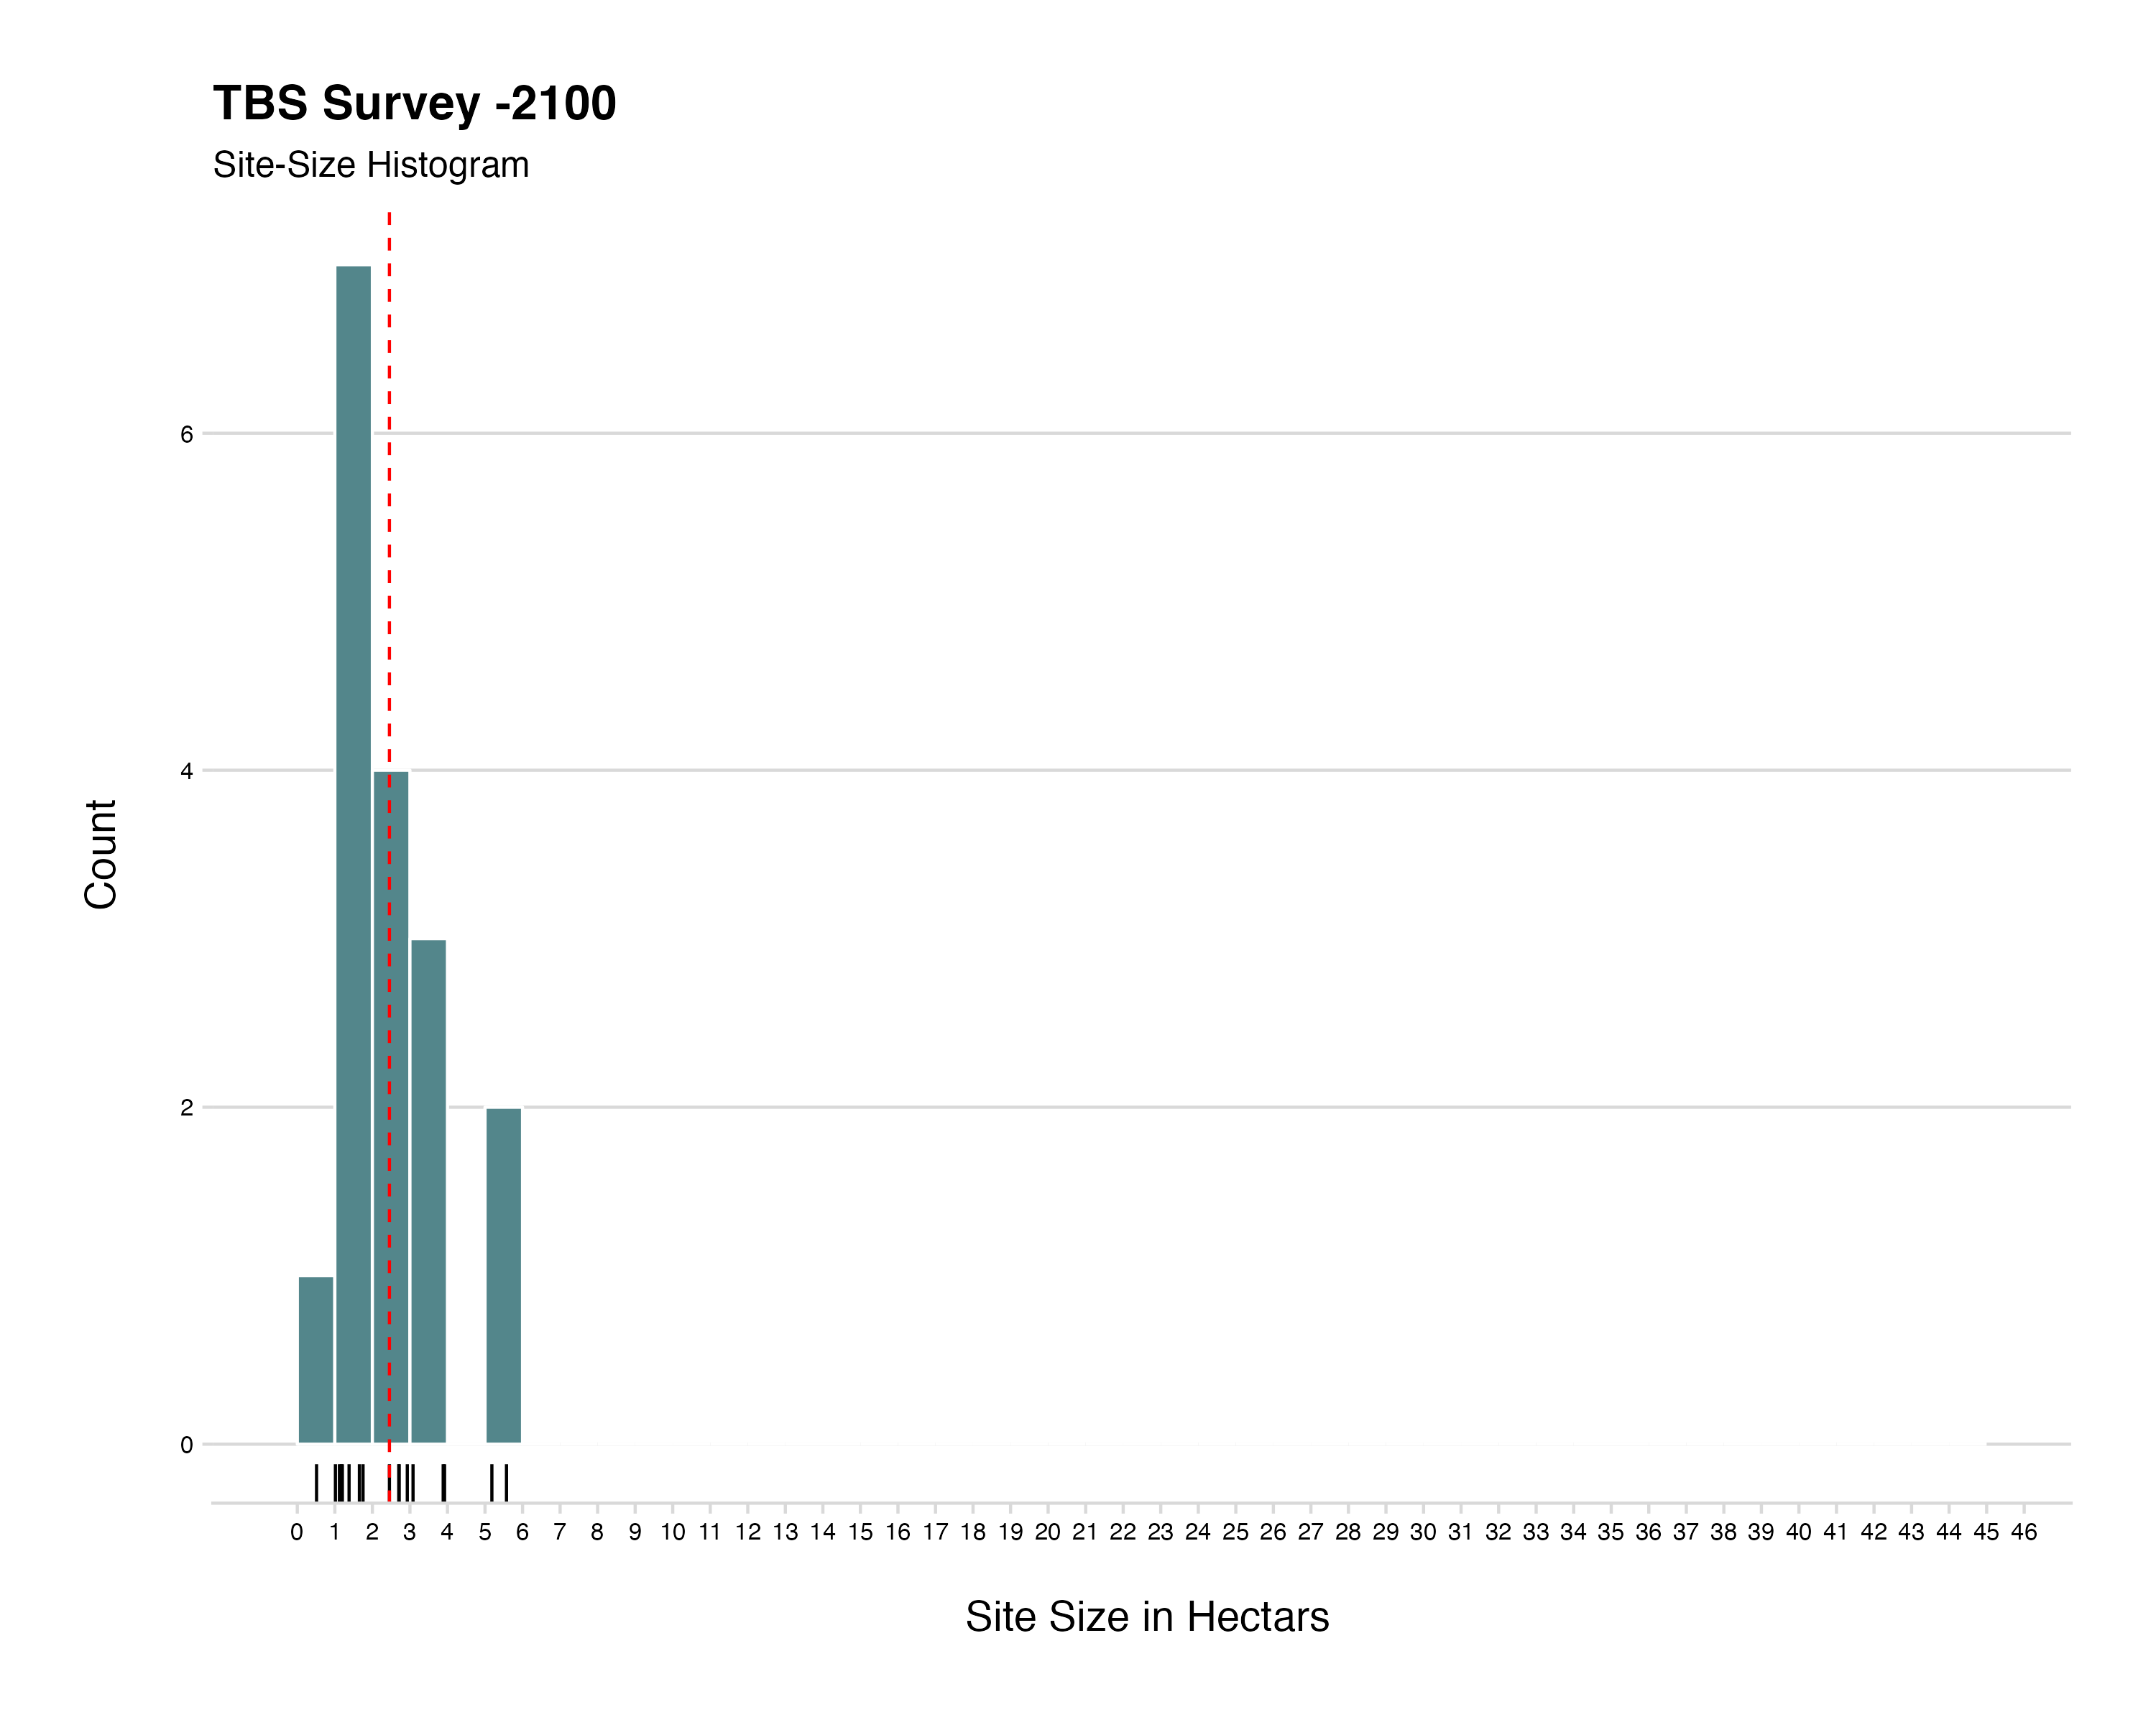 TBS Survey -2100
Site-Size Histogram
6
4
2
0
Count
0 1 2 3 4 5 6 7 8 9 10 11 12 13 14 15 16 17 18 19 20 21 22 23 24 25 26 27 28 29 30 31 32 33 34 35 36 37 38 39 40 41 42 43 44 45 46
Site Size in Hectars